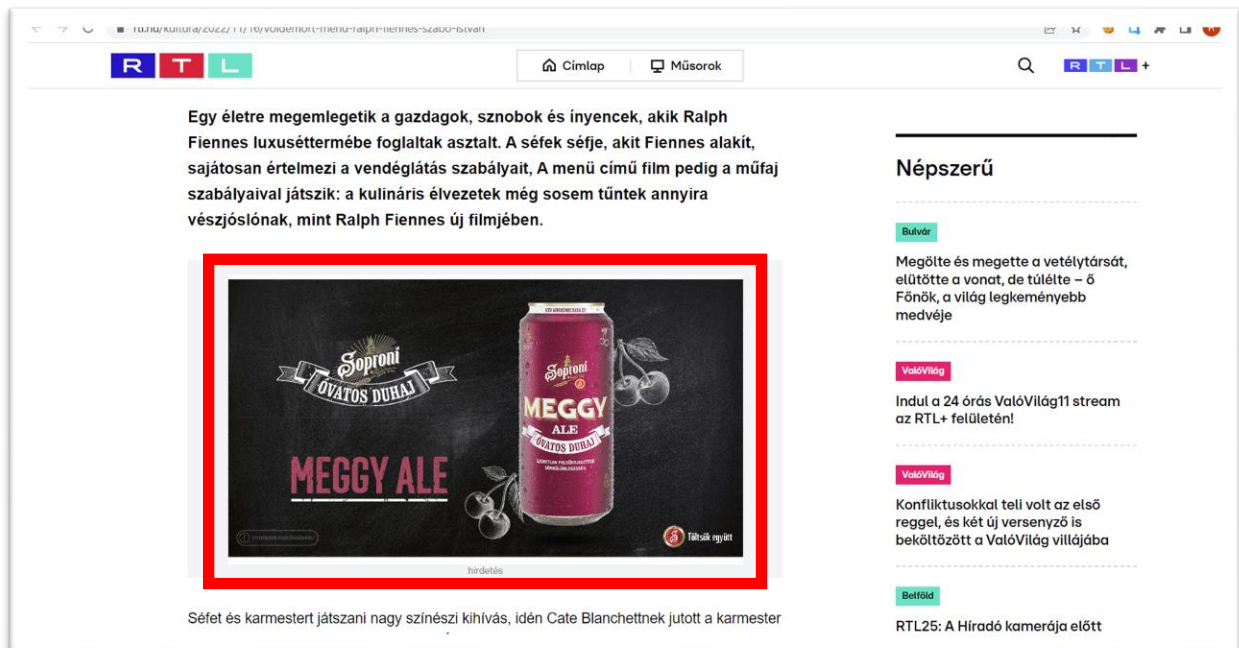 rtl.hu/kultura/2022/11/16/voldemort-menu-ralph-fiennes-szabo-istvan
RTL
Címlap
Műsorok
RTL+
Egy életre megemlegetik a gazdagok, sznobok és ínyencek, akik Ralph
Fiennes luxuséttermébe foglaltak asztalt. A séfek séfje, akit Fiennes alakít,
sajátosan értelmezi a vendéglátás szabályait, A menü című film pedig a műfaj
szabályaival játszik: a kulináris élvezetek még sosem tűntek annyira
vészjóslónak, mint Ralph Fiennes új filmjében.
Soproni
ÓVATOS DUHAJ
MEGGY ALE
Soproni
MEGGY
ALE
ÓVATOS DUHAJ
Töltsük együtt
hirdetés
Séfet és karmestert játszani nagy színészi kihívás, idén Cate Blanchettnek jutott a karmester
Népszerű
Bulvár
Megölte és megette a vetélytársát,
elütötte a vonat, de túlélte – ő
Főnök, a világ legkeményebb
medvéje
ValóVilág
Indul a 24 órás ValóVilág11 stream
az RTL+ felületén!
ValóVilág
Konfliktusokkal teli volt az első
reggel, és két új versenyző is
beköltözött a ValóVilág villájába
Belföld
RTL25: A Híradó kamerája előtt